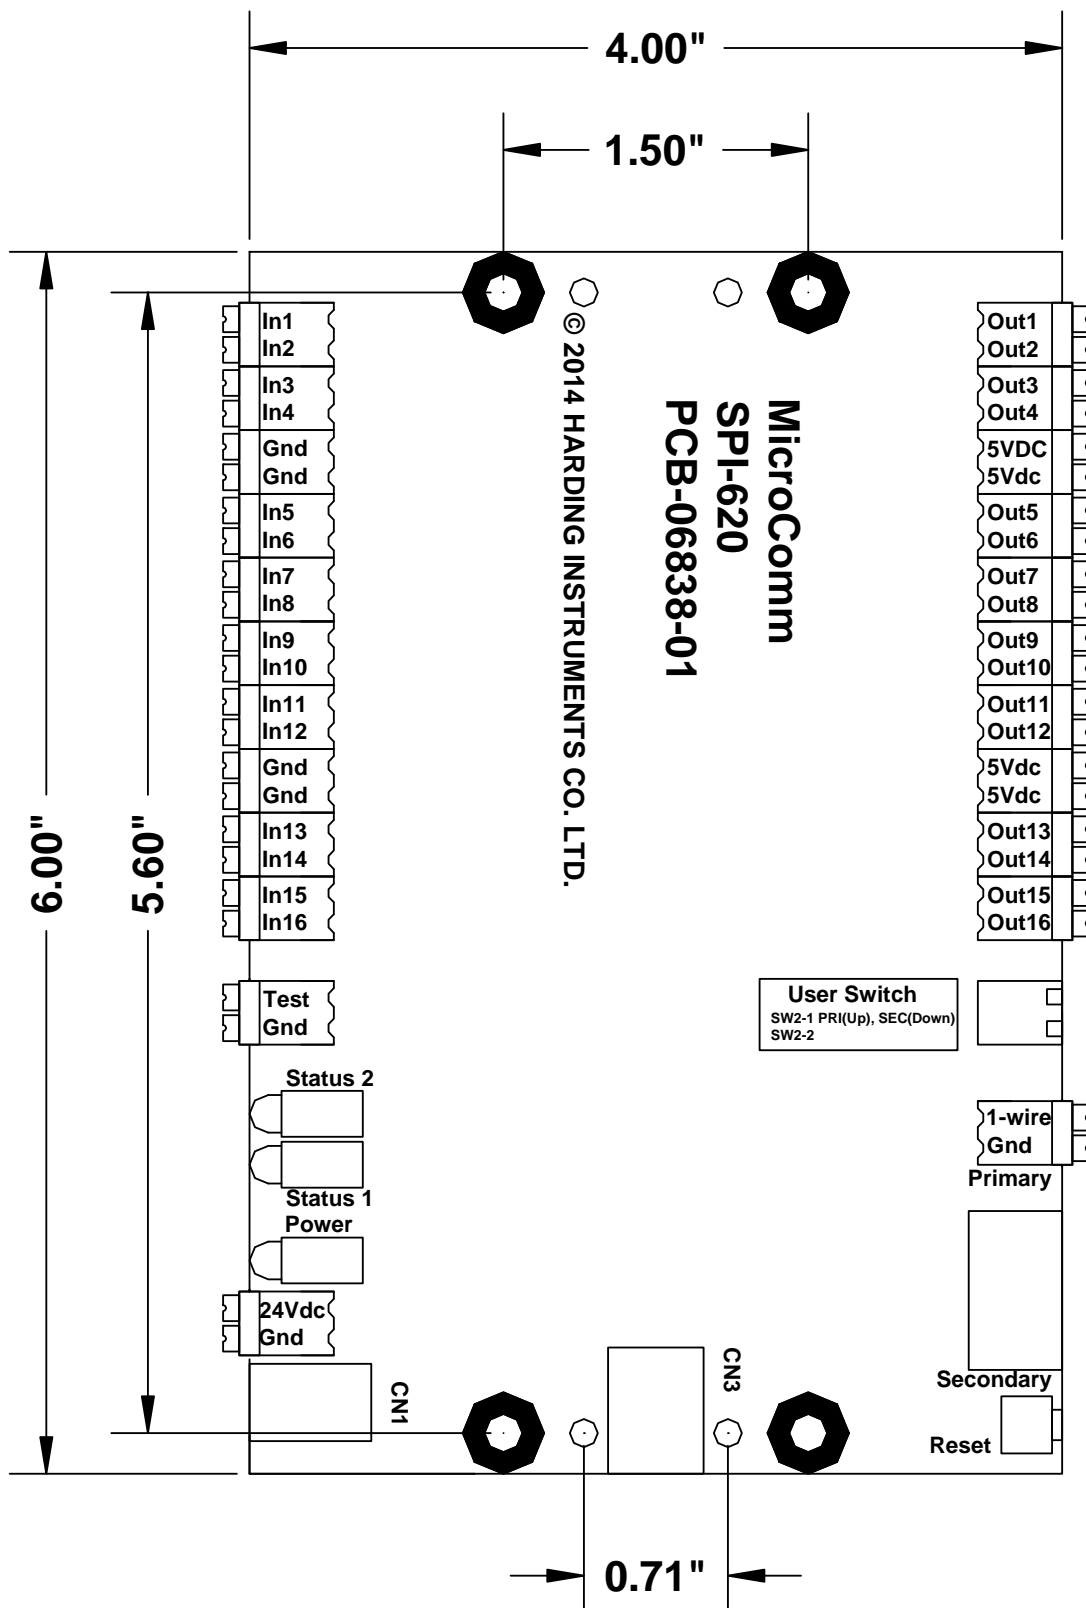 4.00"
1.50"
6.00"
5.60"
In1
In2
In3
In4
Gnd
Gnd
In5
In6
In7
In8
In9
In10
In11
In12
Gnd
Gnd
In13
In14
In15
In16
Test
Gnd
Status 2
Status 1
Power
24Vdc
Gnd
CN1
© 2014 HARDING INSTRUMENTS CO. LTD.
MicroComm
SPI-620
PCB-06838-01
Out1
Out2
Out3
Out4
5VDC
5Vdc
Out5
Out6
Out7
Out8
Out9
Out10
Out11
Out12
5Vdc
5Vdc
Out13
Out14
Out15
Out16
User Switch
SW2-1 PRI(Up), SEC(Down)
SW2-2
1-wire
Gnd
Primary
Secondary
Reset
CN3
0.71"